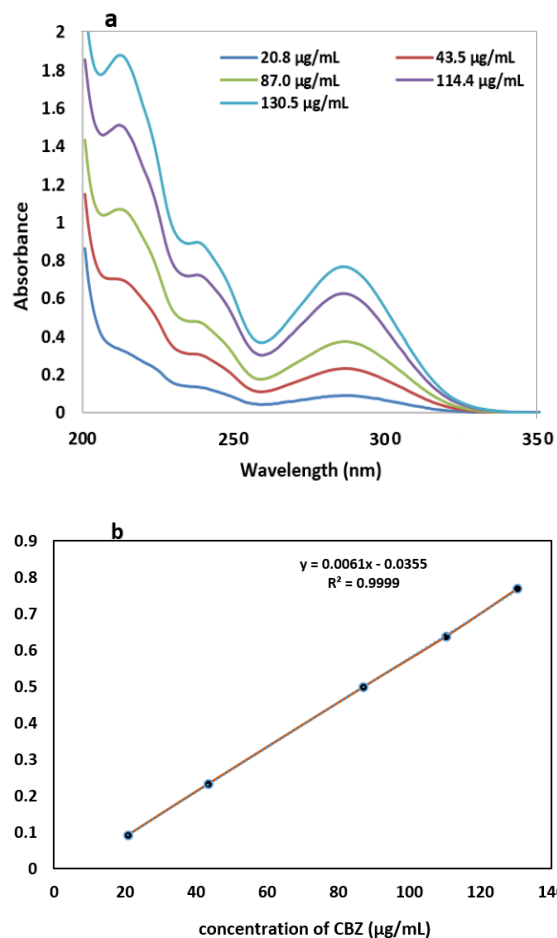 a
2
1.8
1.6
1.4
1.2
1
0.8
0.6
0.4
0.2
0
Absorbance
20.8 µg/mL
43.5 µg/mL
87.0 µg/mL
114.4 µg/mL
130.5 µg/mL
200
250
300
350
Wavelength (nm)
b
0.9
0.8
0.7
0.6
0.5
0.4
0.3
0.2
0.1
0
y = 0.0061x - 0.0355
R² = 0.9999
0
20
40
60
80
100
120
140
concentration of CBZ (µg/mL)